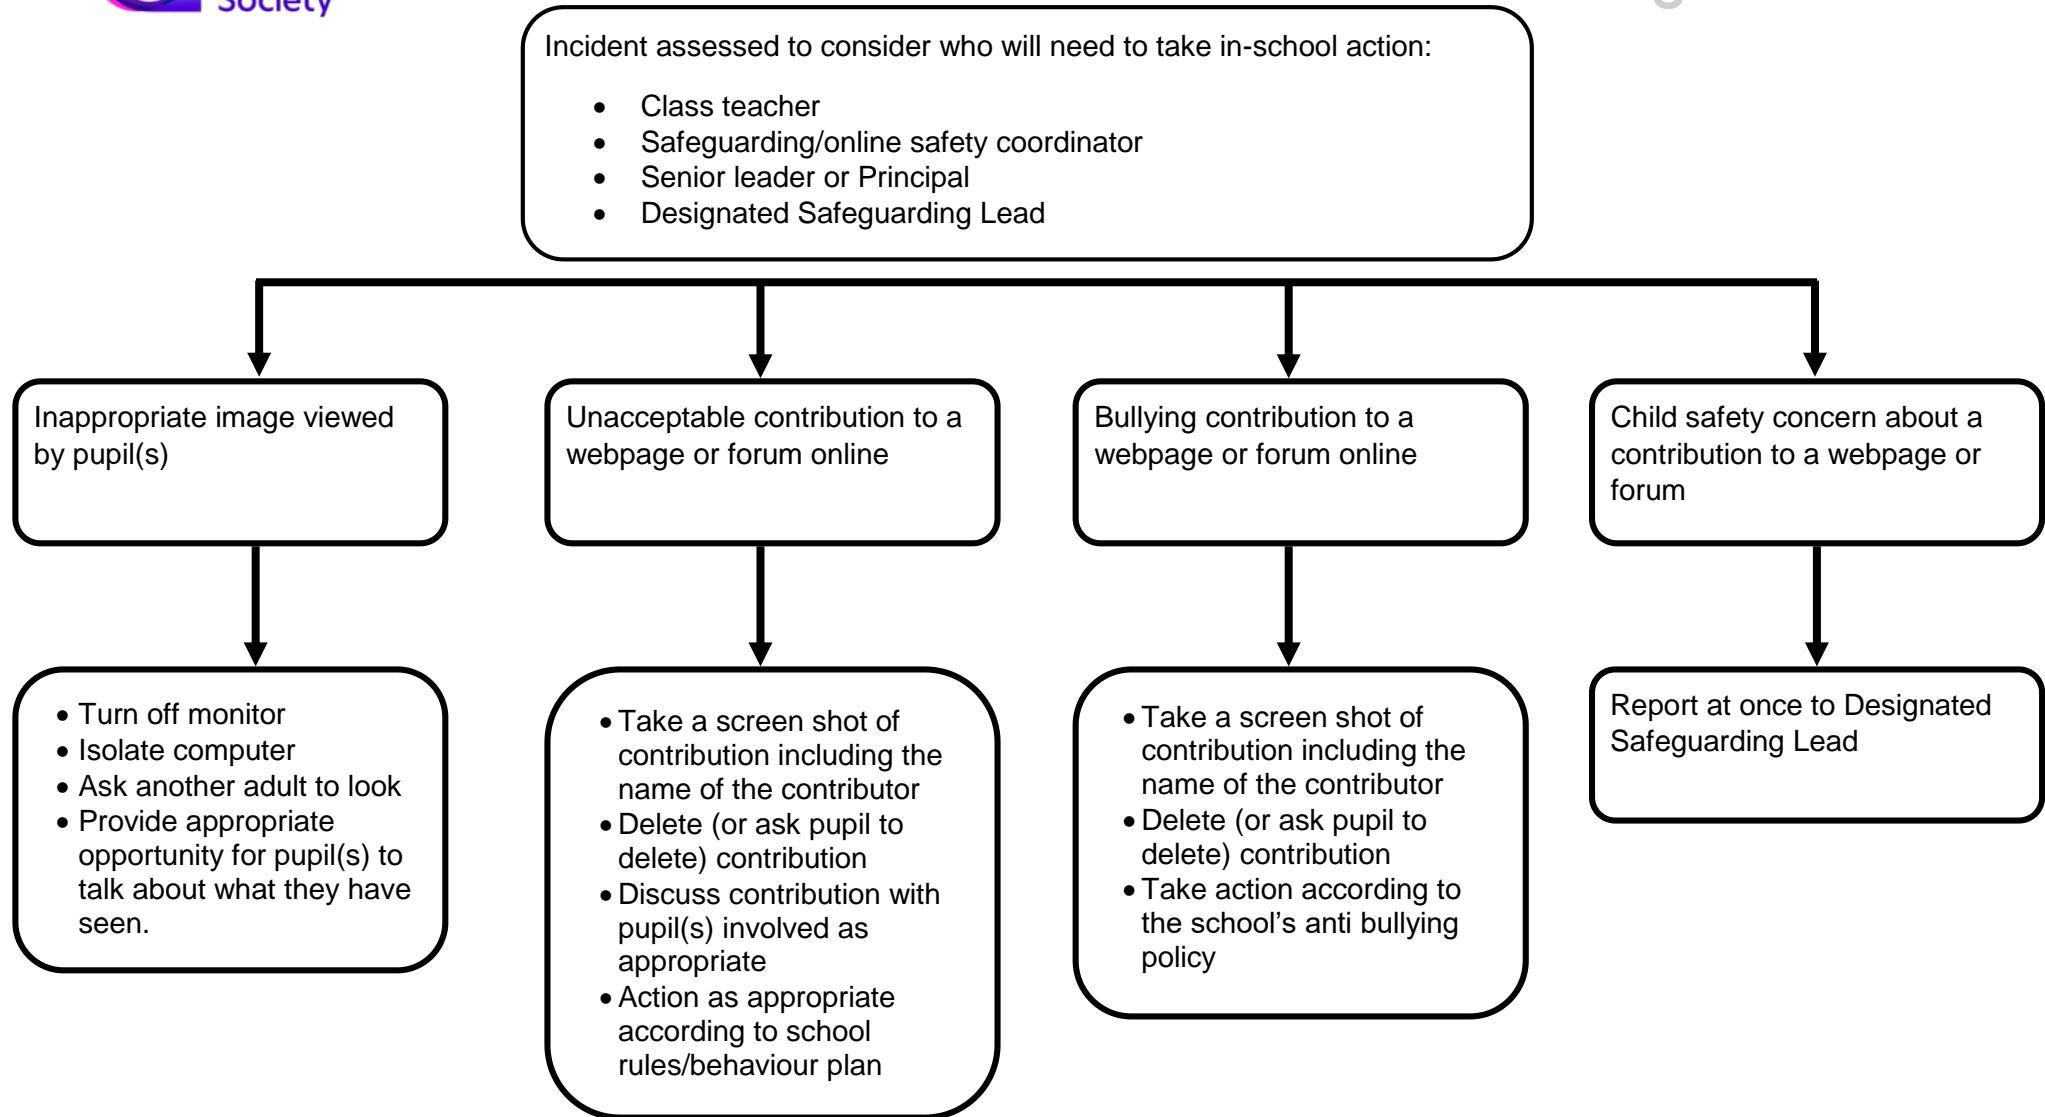 Society
Incident assessed to consider who will need to take in-school action:
• Class teacher
• Safeguarding/online safety coordinator
• Senior leader or Principal
• Designated Safeguarding Lead
Inappropriate image viewed
by pupil(s)
Unacceptable contribution to a
webpage or forum online
Bullying contribution to a
webpage or forum online
Child safety concern about a
contribution to a webpage or
forum
• Turn off monitor
• Isolate computer
• Ask another adult to look
• Provide appropriate
opportunity for pupil(s) to
talk about what they have
seen.
• Take a screen shot of
contribution including the
name of the contributor
• Delete (or ask pupil to
delete) contribution
• Discuss contribution with
pupil(s) involved as
appropriate
• Action as appropriate
according to school
rules/behaviour plan
• Take a screen shot of
contribution including the
name of the contributor
• Delete (or ask pupil to
delete) contribution
• Take action according to
the school’s anti bullying
policy
Report at once to Designated
Safeguarding Lead